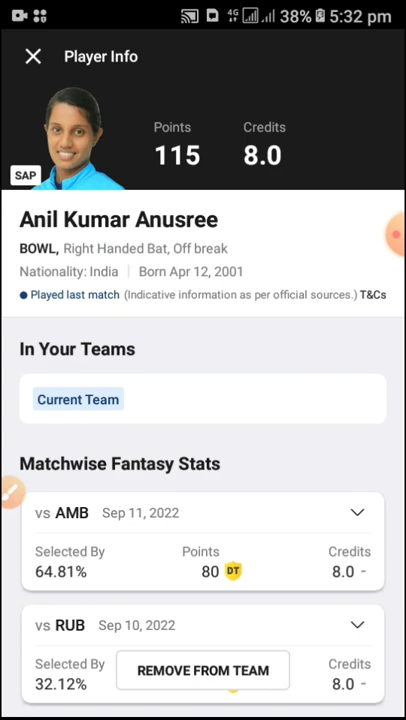 4G 38% 5:32 pm
Player Info
Points Credits
115 8.0
SAP
Anil Kumar Anusree
BOWL, Right Handed Bat, Off break
Nationality: India | Born Apr 12, 2001
Played last match (Indicative information as per official sources.) T&Cs
In Your Teams
Current Team
Matchwise Fantasy Stats
vs AMB Sep 11, 2022
Selected By Points Credits
64.81% 80 DT 8.0 -
vs RUB Sep 10, 2022
Selected By Credits
32.12% 8.0 -
REMOVE FROM TEAM